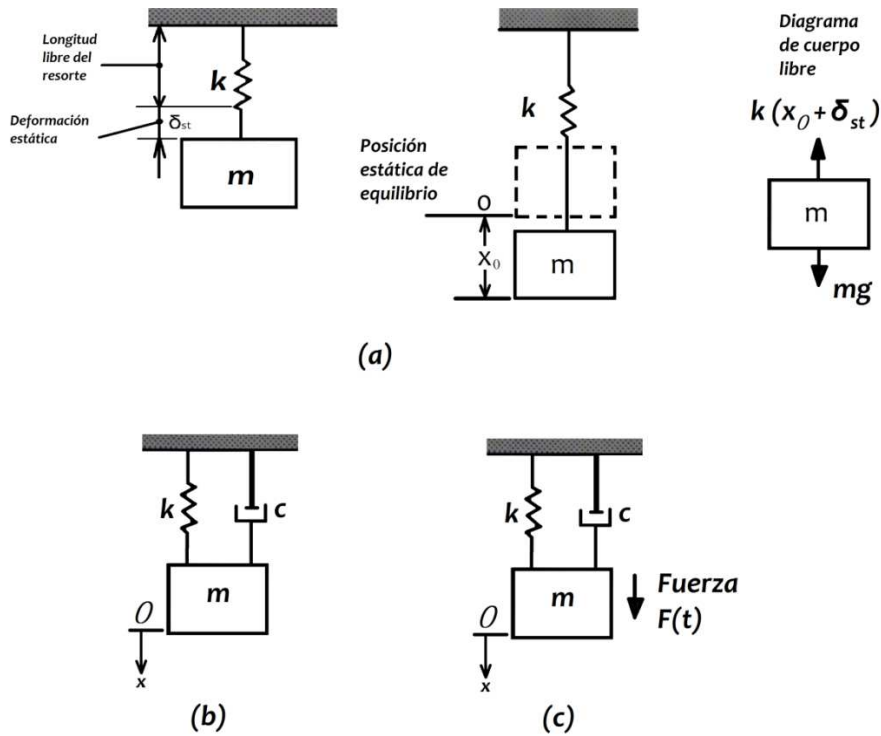 Longitud
libre del
resorte
k
Deformación
estática
δst
m
k
Posición
estática de
equilibrio
O
x0
m
Diagrama
de cuerpo
libre
k (x0 + δst)
m
mg
(a)
k
c
m
O
x
(b)
k
c
m
Fuerza
F(t)
O
x
(c)